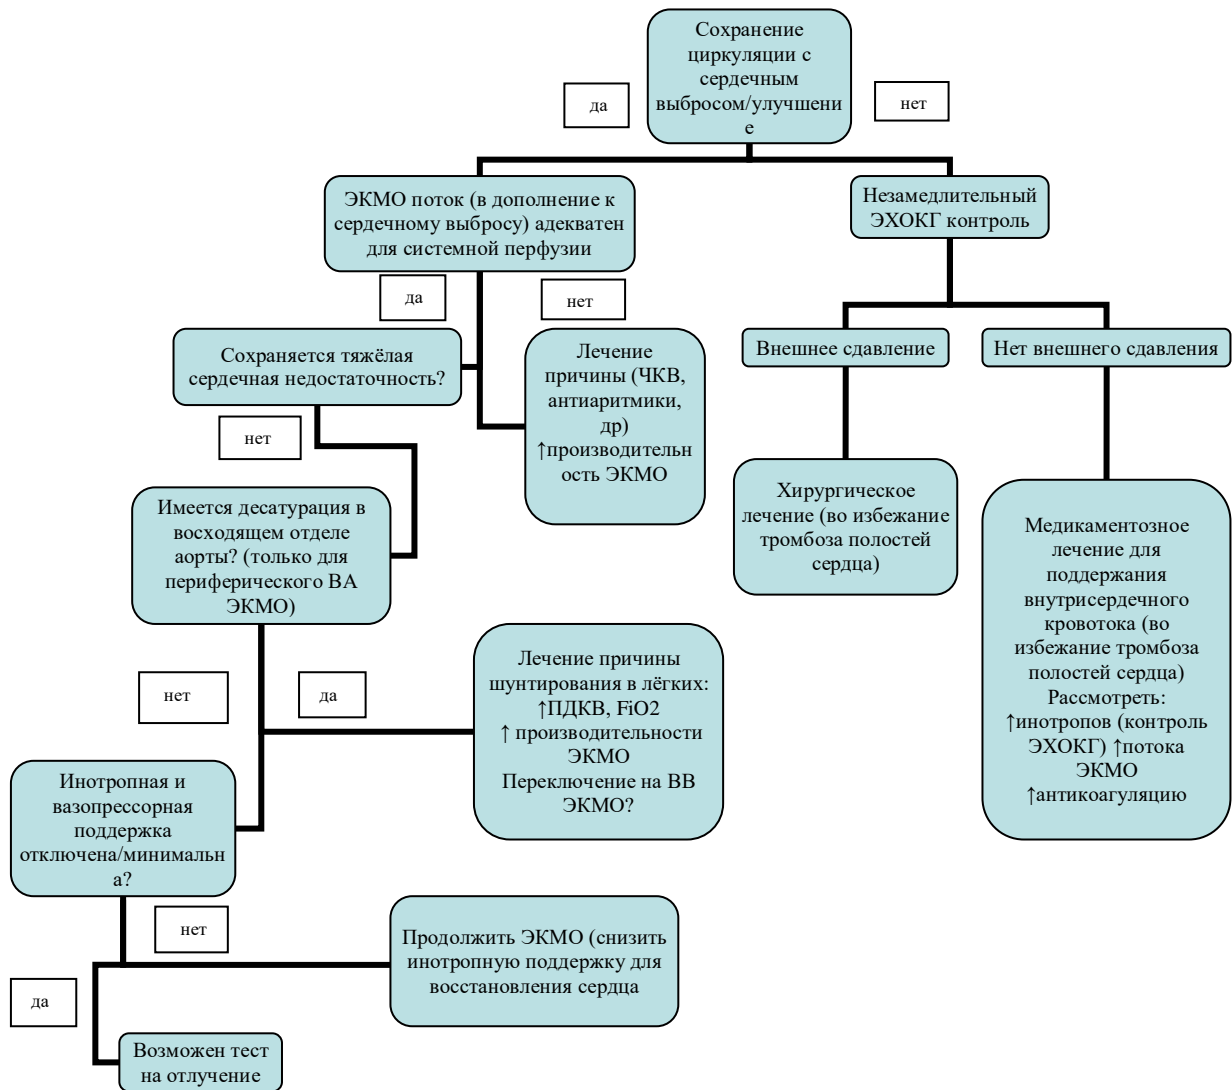 Сохранение
циркуляции с
сердечным
выбросом/улучшени
е
да
нет
ЭКМО поток (в дополнение к
сердечному выбросу) адекватен
для системной перфузии
Незамедлительный
ЭХОКГ контроль
да
нет
Сохраняется тяжёлая
сердечная недостаточность?
Лечение
причины (ЧКВ,
антиаритмики,
др)
↑производительн
ость ЭКМО
Внешнее сдавление
Нет внешнего сдавления
нет
Хирургическое
лечение (во избежание
тромбоза полостей
сердца)
Медикаментозное
лечение для
поддержания
внутрисердечного
кровотока (во
избежание тромбоза
полостей сердца)
Рассмотреть:
↑инотропов (контроль
ЭХОКГ) ↑потока
ЭКМО
↑антикоагуляцию
Имеется десатурация в
восходящем отделе
аорты? (только для
периферического ВА
ЭКМО)
нет
да
Лечение причины
шунтирования в лёгких:
↑ПДКВ, FiO2
↑ производительности
ЭКМО
Переключение на ВВ
ЭКМО?
Инотропная и
вазопрессорная
поддержка
отключена/минимальн
а?
нет
да
Продолжить ЭКМО (снизить
инотропную поддержку для
восстановления сердца
Возможен тест
на отлучение